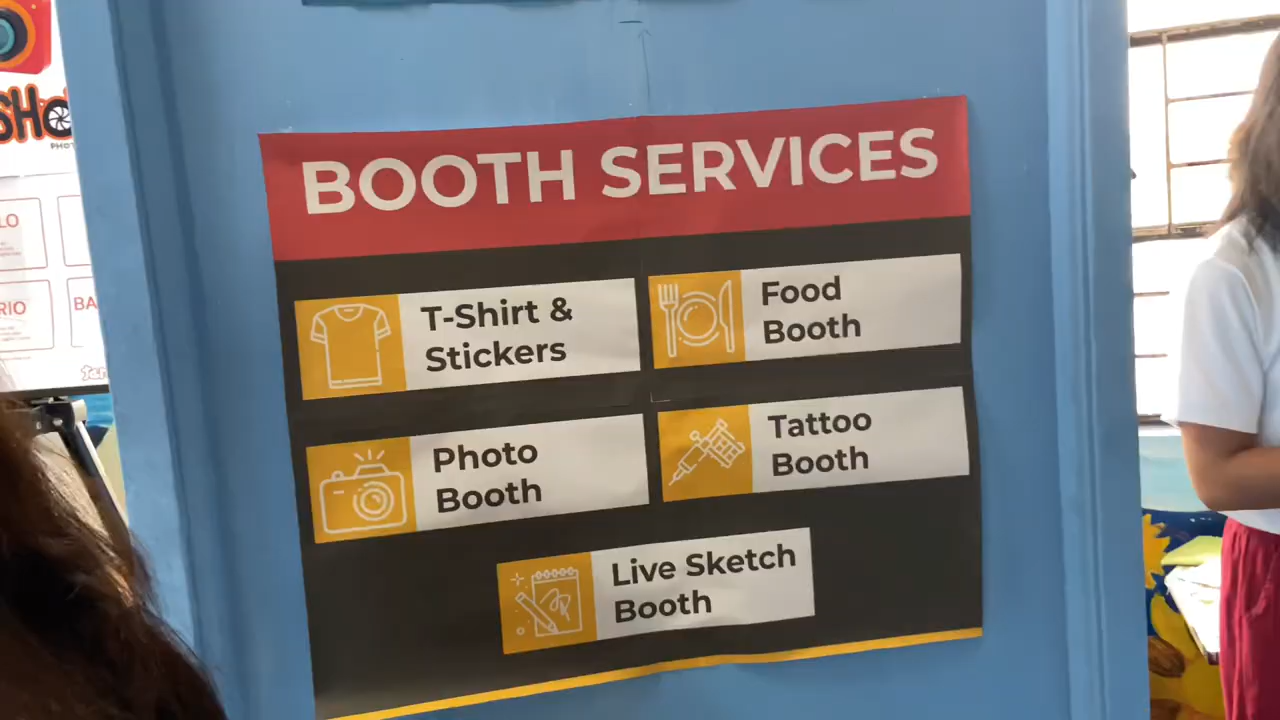 BOOTH SERVICES
T-Shirt &
Stickers
Food
Booth
Photo
Booth
Tattoo
Booth
Live Sketch
Booth